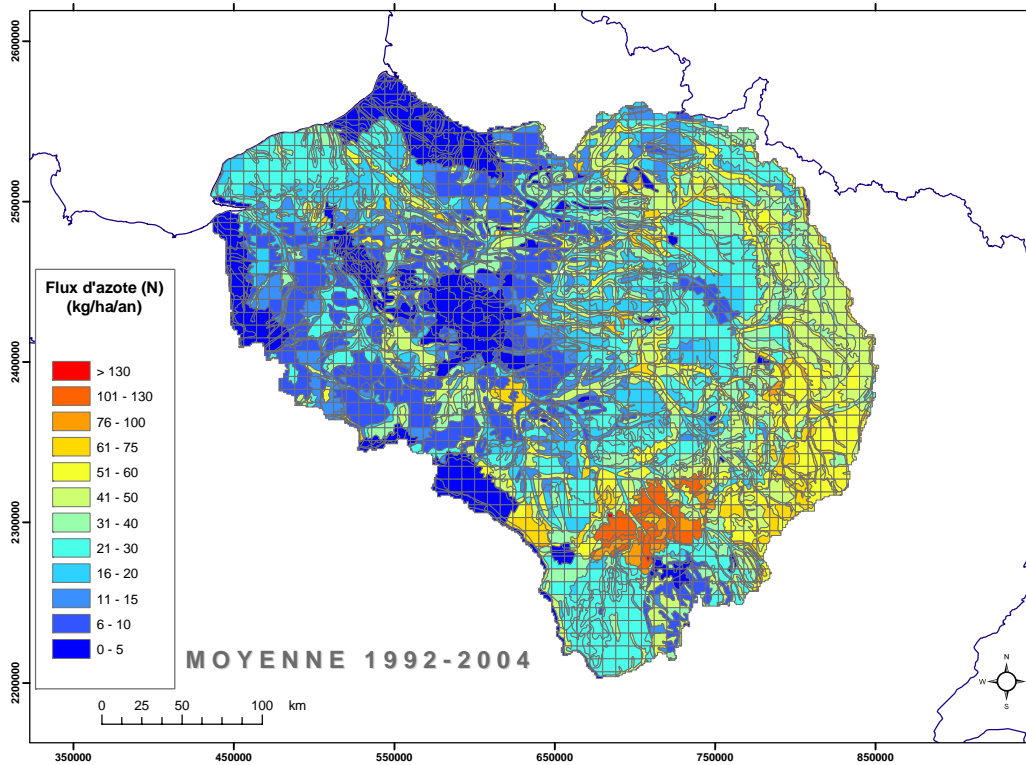 2600000
2500000
2400000
2300000
2200000
Flux d'azote (N)
(kg/ha/an)
> 130
101 - 130
76 - 100
61 - 75
51 - 60
41 - 50
31 - 40
21 - 30
16 - 20
11 - 15
6 - 10
0 - 5
MOYENNE 1992-2004
0 25 50 100 km
N
W E
S
350000 450000 550000 650000 750000 850000